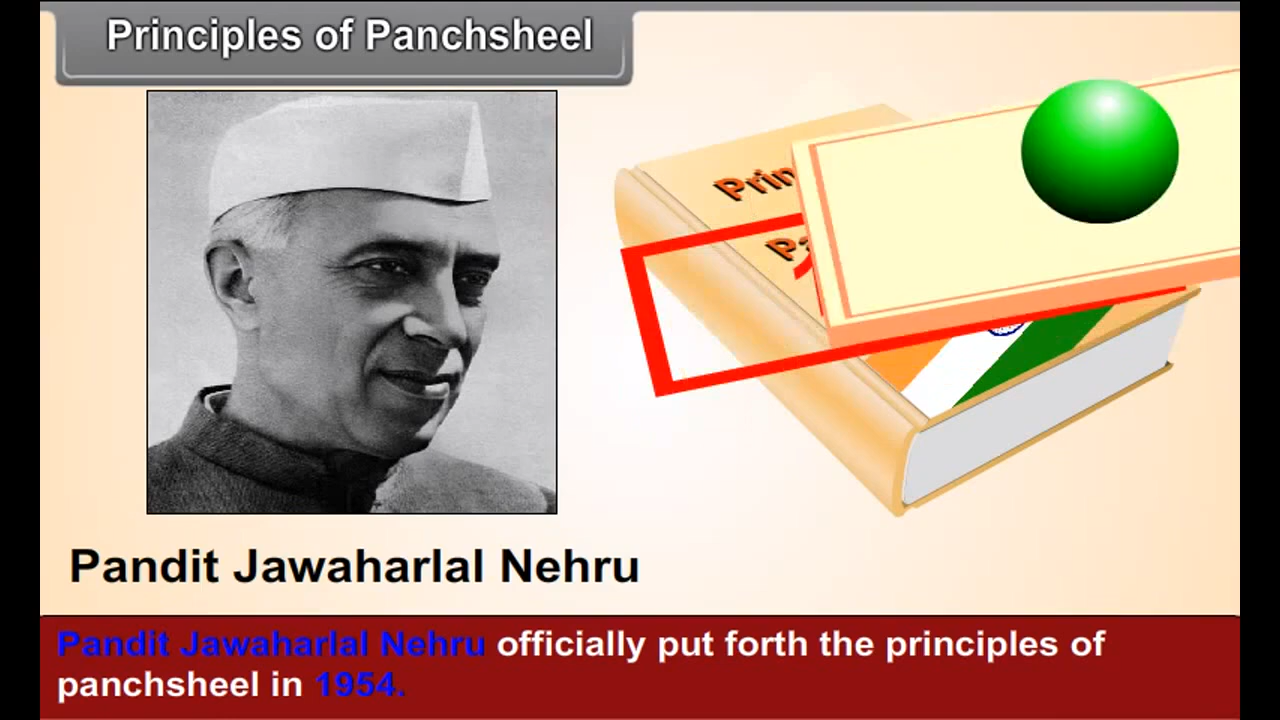 Principles of Panchsheel
Pandit Jawaharlal Nehru
Pandit Jawaharlal Nehru officially put forth the principles of
panchsheel in 1954.